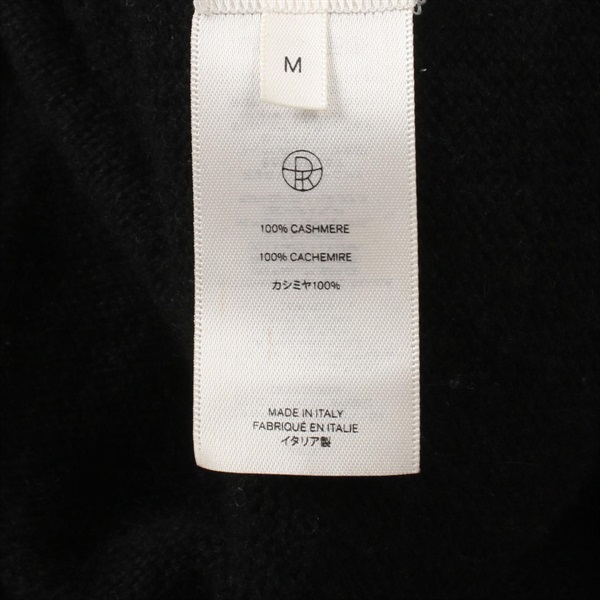 M
100% CASHMERE
100% CACHEMIRE
カシミヤ100%
MADE IN ITALY
FABRIQUÉ EN ITALIE
イタリア製